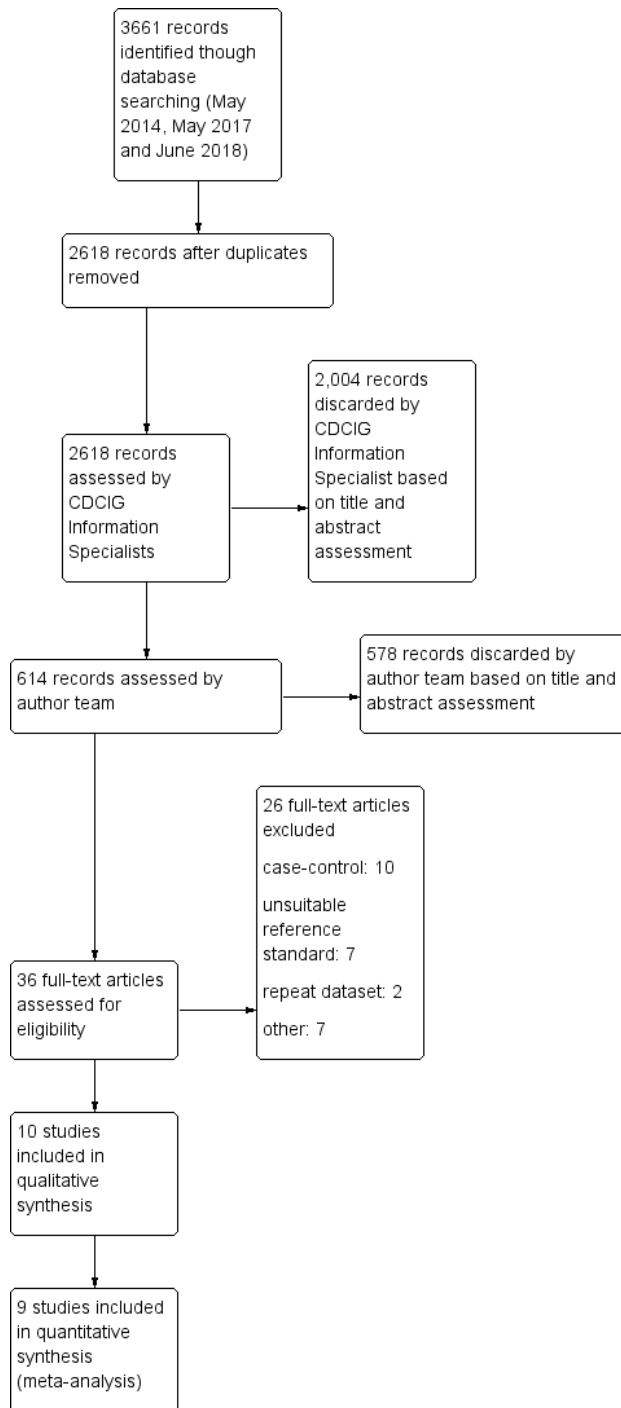 3661 records
identified though
database
searching (May
2014, May 2017
and June 2018)
2618 records after duplicates
removed
2,004 records
discarded by
CDCIG
Information
Specialist based
on title and
abstract
assessment
2618 records
assessed by
CDCIG
Information
Specialists
578 records discarded by
author team based on title and
abstract assessment
614 records assessed by
author team
26 full-text articles
excluded
case-control: 10
unsuitable
reference
standard: 7
repeat dataset: 2
other: 7
36 full-text articles
assessed for
eligibility
10 studies
included in
qualitative
synthesis
9 studies included
in quantitative
synthesis
(meta-analysis)